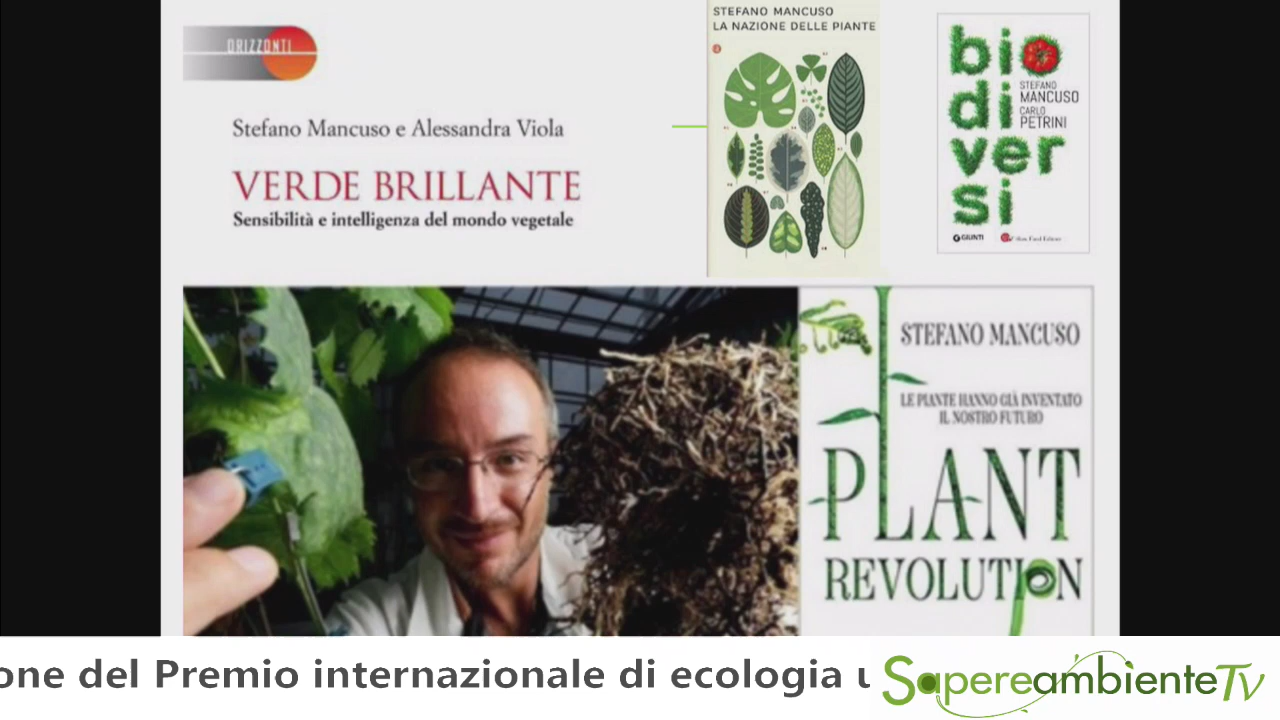 ORIZZONTI
Stefano Mancuso e Alessandra Viola
VERDE BRILLANTE
Sensibilità e intelligenza del mondo vegetale
STEFANO MANCUSO
LA NAZIONE DELLE PIANTE
bio
di
ver
si
STEFANO
MANCUSO
CARLO
PETRINI
GIUNTI
STEFANO MANCUSO
LE PIANTE HANNO GIÀ INVENTATO
IL NOSTRO FUTURO
PLANT
REVOLUTION
one del Premio internazionale di ecologia u
SapereambienteTv